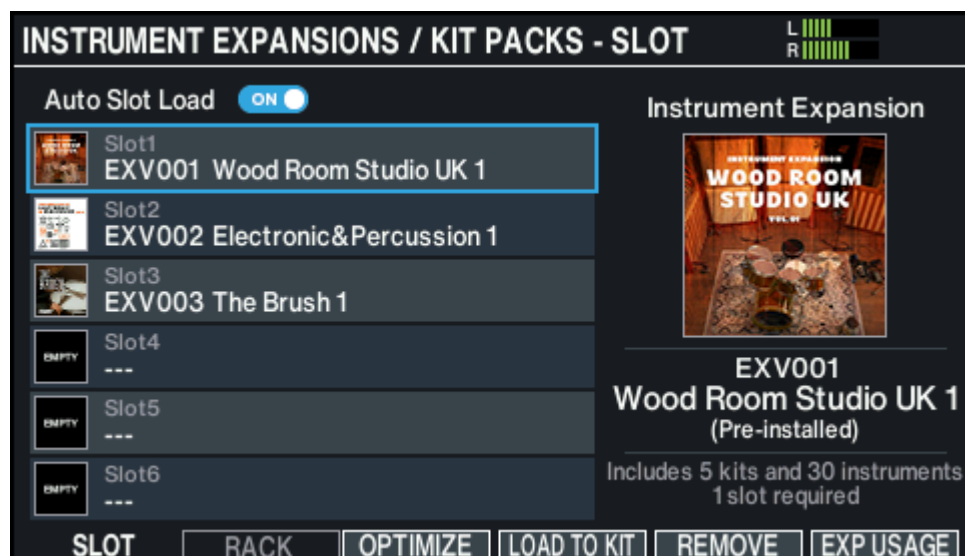 INSTRUMENT EXPANSIONS / KIT PACKS - SLOT
L
R
Auto Slot Load ON
Slot1
EXV001 Wood Room Studio UK 1
Slot2
EXV002 Electronic&Percussion 1
Slot3
EXV003 The Brush 1
EMPTY
Slot4
---
EMPTY
Slot5
---
EMPTY
Slot6
---
Instrument Expansion
INSTRUMENT EXPANSION
WOOD ROOM
STUDIO UK
VOL. 01
EXV001
Wood Room Studio UK 1
(Pre-installed)
Includes 5 kits and 30 instruments
1 slot required
SLOT RACK OPTIMIZE LOAD TO KIT REMOVE EXP USAGE